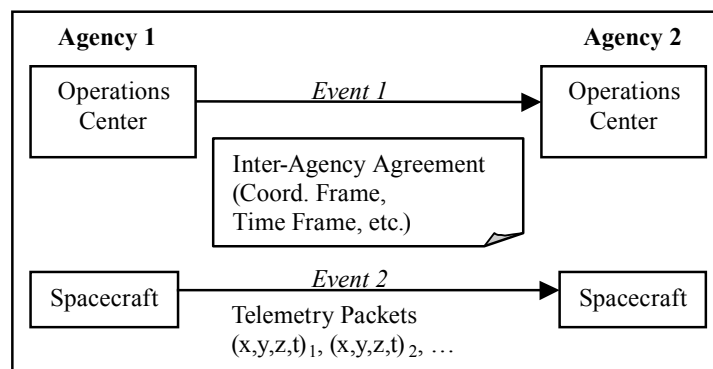 Agency 1
Agency 2
Operations
Center
Event 1
Operations
Center
Inter-Agency Agreement
(Coord. Frame,
Time Frame, etc.)
Spacecraft
Event 2
Spacecraft
Telemetry Packets
(x,y,z,t)₁, (x,y,z,t)₂, …